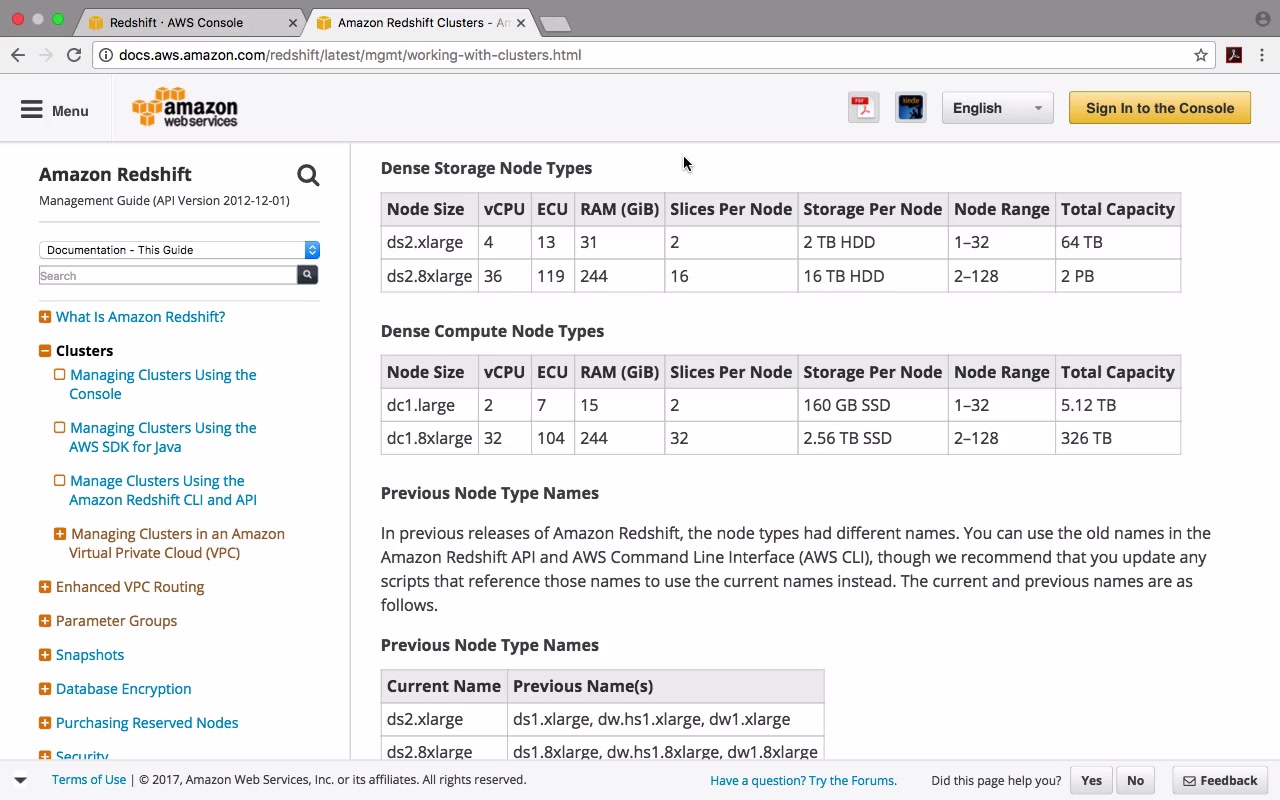 Redshift · AWS Console
Amazon Redshift Clusters - Am
docs.aws.amazon.com/redshift/latest/mgmt/working-with-clusters.html
Menu
amazon
web services
PDF
kindle
English
Sign In to the Console
Amazon Redshift
Management Guide (API Version 2012-12-01)
Documentation - This Guide
Search
What Is Amazon Redshift?
Clusters
Managing Clusters Using the
Console
Managing Clusters Using the
AWS SDK for Java
Manage Clusters Using the
Amazon Redshift CLI and API
Managing Clusters in an Amazon
Virtual Private Cloud (VPC)
Enhanced VPC Routing
Parameter Groups
Snapshots
Database Encryption
Purchasing Reserved Nodes
Security
Dense Storage Node Types
Node Size vCPU ECU RAM (GiB) Slices Per Node Storage Per Node Node Range Total Capacity
ds2.xlarge 4 13 31 2 2 TB HDD 1–32 64 TB
ds2.8xlarge 36 119 244 16 16 TB HDD 2–128 2 PB
Dense Compute Node Types
Node Size vCPU ECU RAM (GiB) Slices Per Node Storage Per Node Node Range Total Capacity
dc1.large 2 7 15 2 160 GB SSD 1–32 5.12 TB
dc1.8xlarge 32 104 244 32 2.56 TB SSD 2–128 326 TB
Previous Node Type Names
In previous releases of Amazon Redshift, the node types had different names. You can use the old names in the
Amazon Redshift API and AWS Command Line Interface (AWS CLI), though we recommend that you update any
scripts that reference those names to use the current names instead. The current and previous names are as
follows.
Previous Node Type Names
Current Name Previous Name(s)
ds2.xlarge ds1.xlarge, dw.hs1.xlarge, dw1.xlarge
ds2.8xlarge ds1.8xlarge, dw.hs1.8xlarge, dw1.8xlarge
Terms of Use | © 2017, Amazon Web Services, Inc. or its affiliates. All rights reserved.
Have a question? Try the Forums.
Did this page help you?
Yes
No
Feedback